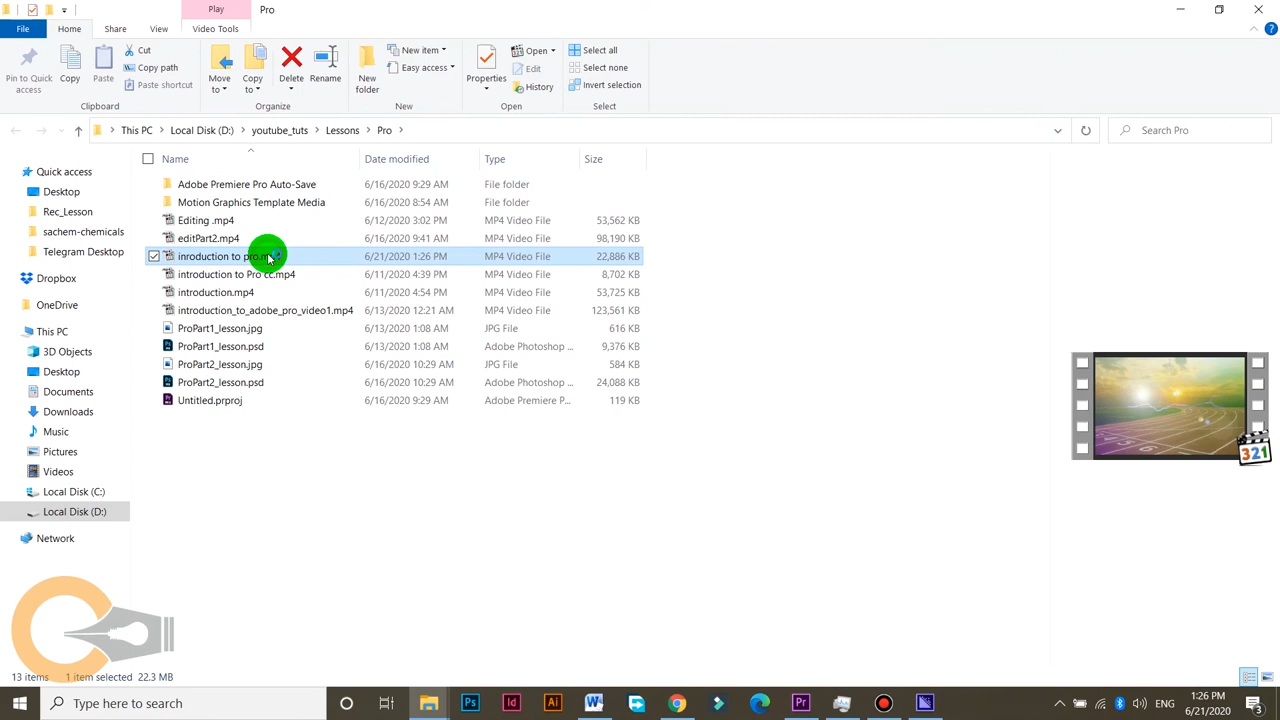 Play
Pro
File
Home
Share
View
Video Tools
Pin to Quick access
Copy
Paste
Cut
Copy path
Paste shortcut
Clipboard
Move to
Copy to
Delete
Rename
Organize
New folder
New item
Easy access
New
Properties
Open
Edit
History
Open
Select all
Select none
Invert selection
Select
This PC
Local Disk (D:)
youtube_tuts
Lessons
Pro
Search Pro
Name
Date modified
Type
Size
Quick access
Desktop
Rec_Lesson
sachem-chemicals
Telegram Desktop
Dropbox
OneDrive
This PC
3D Objects
Desktop
Documents
Downloads
Music
Pictures
Videos
Local Disk (C:)
Local Disk (D:)
Network
Adobe Premiere Pro Auto-Save 6/16/2020 9:29 AM File folder
Motion Graphics Template Media 6/16/2020 8:54 AM File folder
Editing .mp4 6/12/2020 3:02 PM MP4 Video File 53,562 KB
editPart2.mp4 6/16/2020 9:41 AM MP4 Video File 98,190 KB
inroduction to 6/21/2020 1:26 PM MP4 Video File 22,886 KB
introduction to Pro cc.mp4 6/11/2020 4:39 PM MP4 Video File 8,702 KB
introduction.mp4 6/11/2020 4:54 PM MP4 Video File 53,725 KB
introduction_to_adobe_pro_video1.mp4 6/13/2020 12:21 AM MP4 Video File 123,561 KB
ProPart1_lesson.jpg 6/13/2020 1:08 AM JPG File 616 KB
ProPart1_lesson.psd 6/13/2020 1:08 AM Adobe Photoshop ... 9,376 KB
ProPart2_lesson.jpg 6/16/2020 10:29 AM JPG File 584 KB
ProPart2_lesson.psd 6/16/2020 10:29 AM Adobe Photoshop ... 24,088 KB
Untitled.prproj 6/16/2020 9:29 AM Adobe Premiere P... 119 KB
321
13 items 1 item selected 22.3 MB
Type here to search
Ps
Id
Ai
W
Pr
ENG
1:26 PM
6/21/2020
3